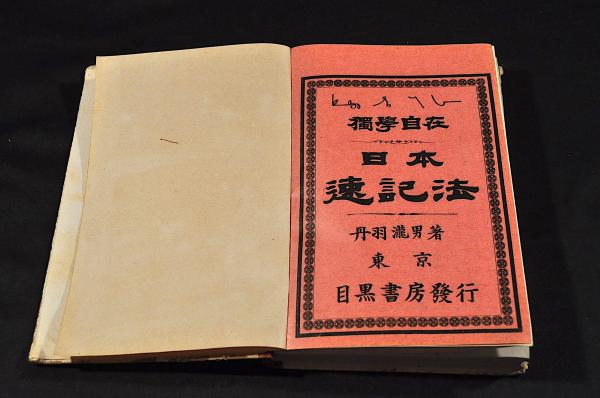 獨學自在
日本
速記法
丹羽瀧男著
東京
目黒書房發行